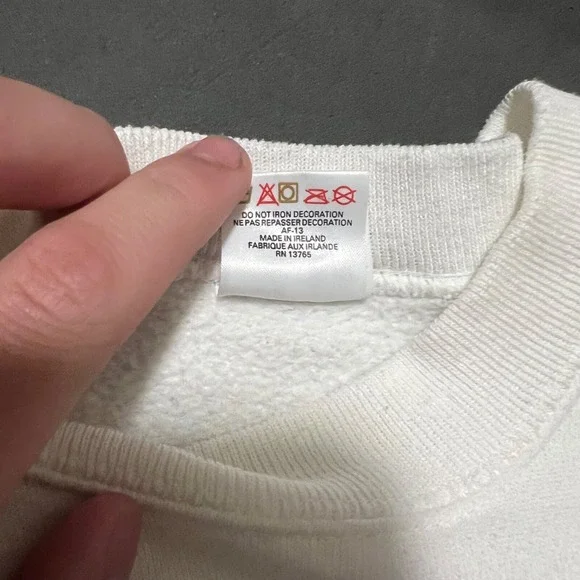 DO NOT IRON DECORATION
NE PAS REPASSER DECORATION
AF-13
MADE IN IRELAND
FABRIQUE AUX IRLANDE
RN 13765